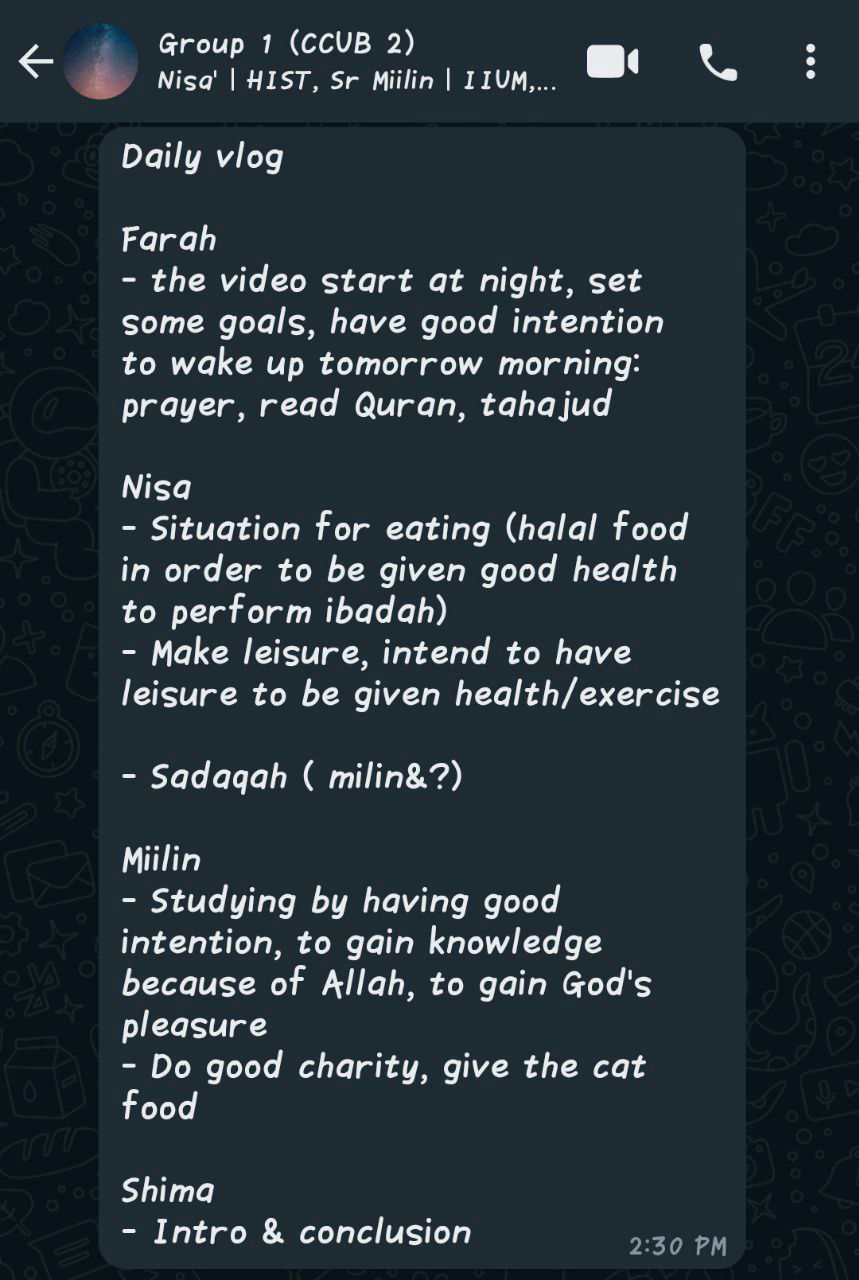 Group 1 (CCUB 2)
Nisa' | HIST, Sr Miilin | IIUM,...
Daily vlog
Farah
- the video start at night, set
some goals, have good intention
to wake up tomorrow morning:
prayer, read Quran, tahajud
Nisa
- Situation for eating (halal food
in order to be given good health
to perform ibadah)
- Make leisure, intend to have
leisure to be given health/exercise
- Sadaqah ( milin&?)
Miilin
- Studying by having good
intention, to gain knowledge
because of Allah, to gain God's
pleasure
- Do good charity, give the cat
food
Shima
- Intro & conclusion
2:30 PM